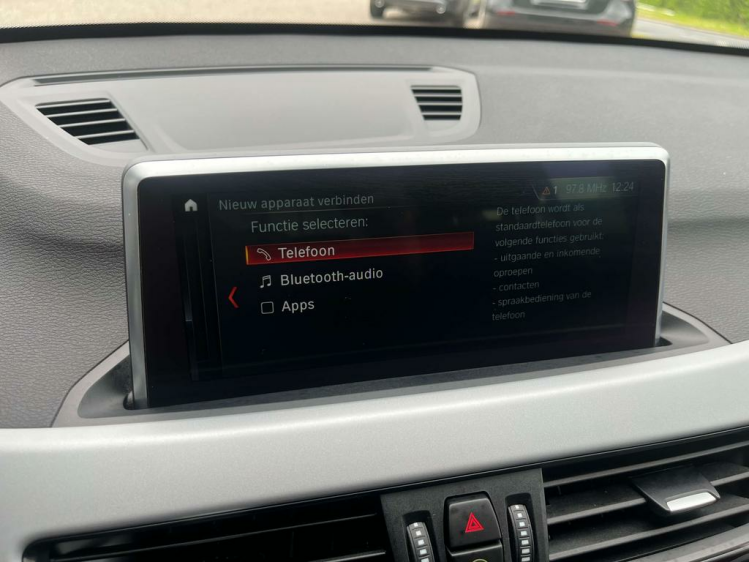 Nieuw apparaat verbinden
1 97.8 MHz 12:24
Functie selecteren:
Telefoon
Bluetooth-audio
Apps
De telefoon wordt als
standaardtelefoon voor de
volgende functies gebruikt:
- uitgaande en inkomende
oproepen
- contacten
- spraakbediening van de
telefoon